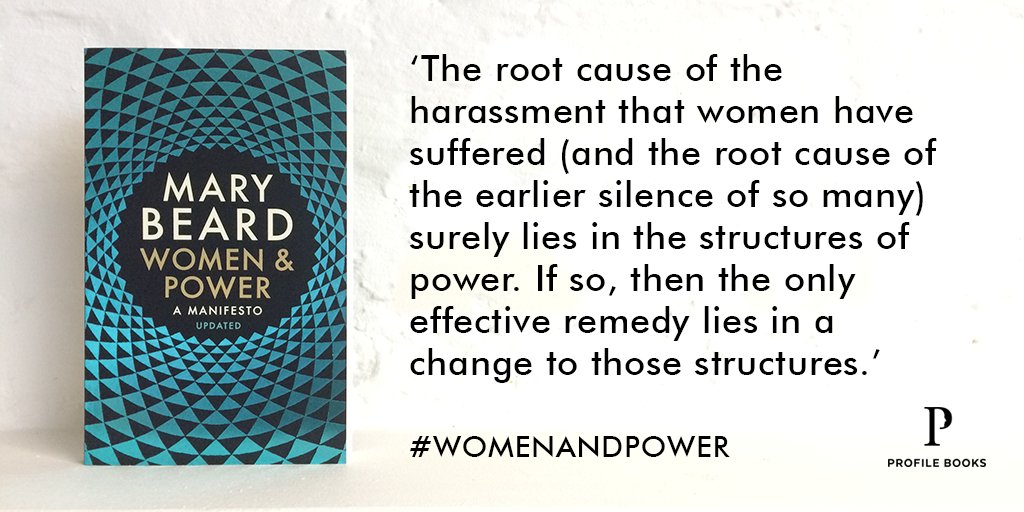 MARY
BEARD
WOMEN &
POWER
A MANIFESTO
UPDATED
‘The root cause of the
harassment that women have
suffered (and the root cause of
the earlier silence of so many)
surely lies in the structures of
power. If so, then the only
effective remedy lies in a
change to those structures.’
#WOMENANDPOWER
P
PROFILE BOOKS